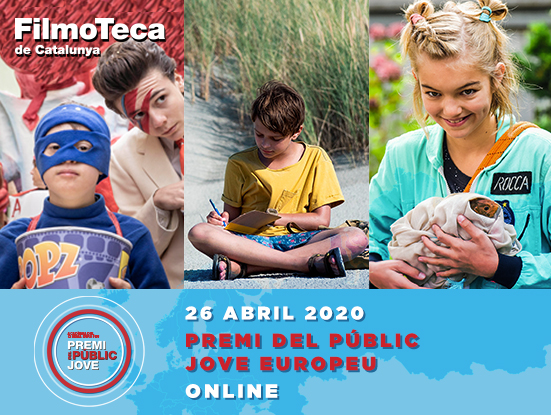 FilmoTeca
de Catalunya
POPZ
ROCCA
PREMI
PÚBLIC
JOVE
26 ABRIL 2020
PREMI DEL PÚBLIC
JOVE EUROPEU
ONLINE